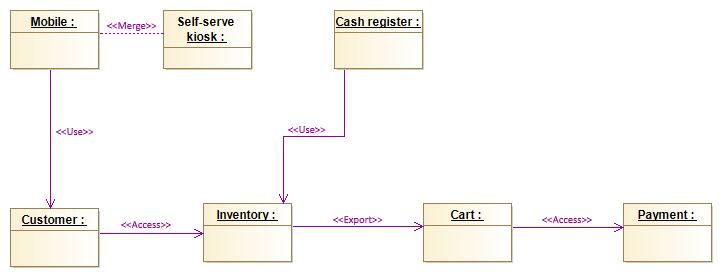 Mobile :
<<Merge>>
Self-serve
kiosk :
Cash register :
<<Use>>
<<Use>>
Customer :
<<Access>>
Inventory :
<<Export>>
Cart :
<<Access>>
Payment :